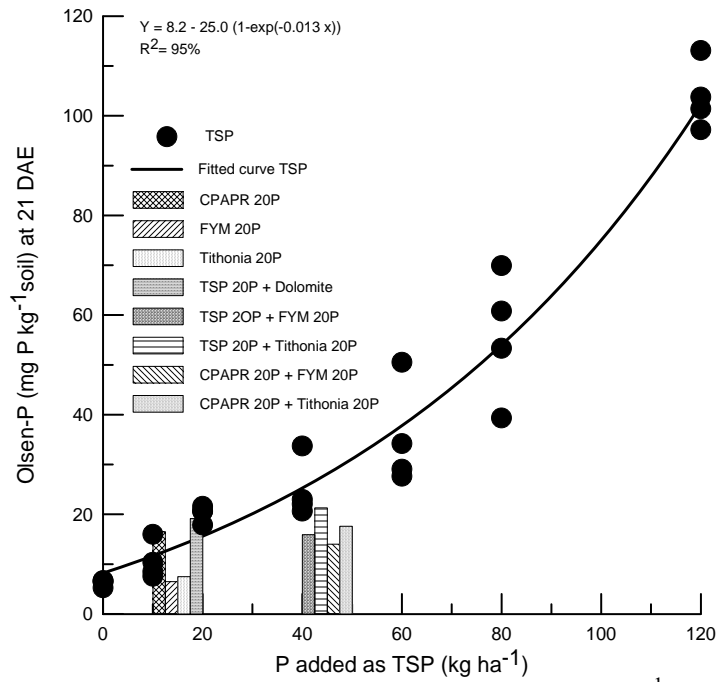 Y = 8.2 - 25.0 (1-exp(-0.013 x))
R2= 95%
TSP
Fitted curve TSP
CPAPR 20P
FYM 20P
Tithonia 20P
TSP 20P + Dolomite
TSP 2OP + FYM 20P
TSP 20P + Tithonia 20P
CPAPR 20P + FYM 20P
CPAPR 20P + Tithonia 20P
Olsen-P (mg P kg-1soil) at 21 DAE
120
100
80
60
40
20
0
0 20 40 60 80 100 120
P added as TSP (kg ha-1)
1